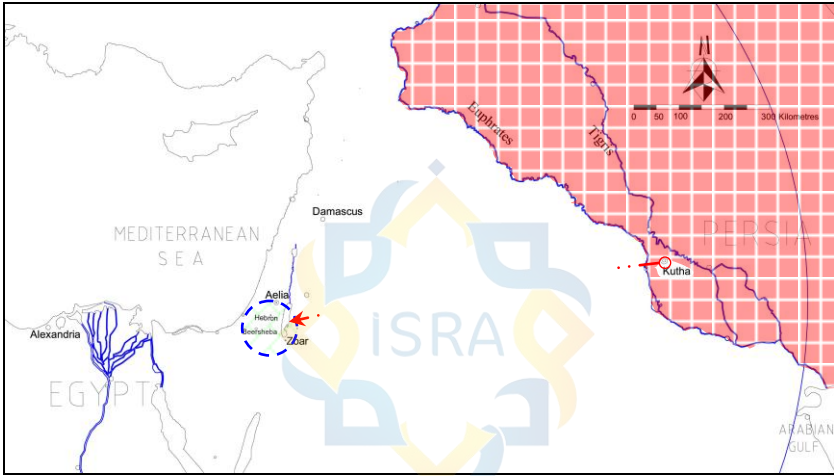 Euphrates
Tigris
0 50 100 200 300 Kilometres
Damascus
MEDITERRANEAN
SEA
PERSIA
Kutha
Aelia
Hebron
Beersheba
Zoar
Alexandria
iSRA
EGYPT
ARABIAN
GULF